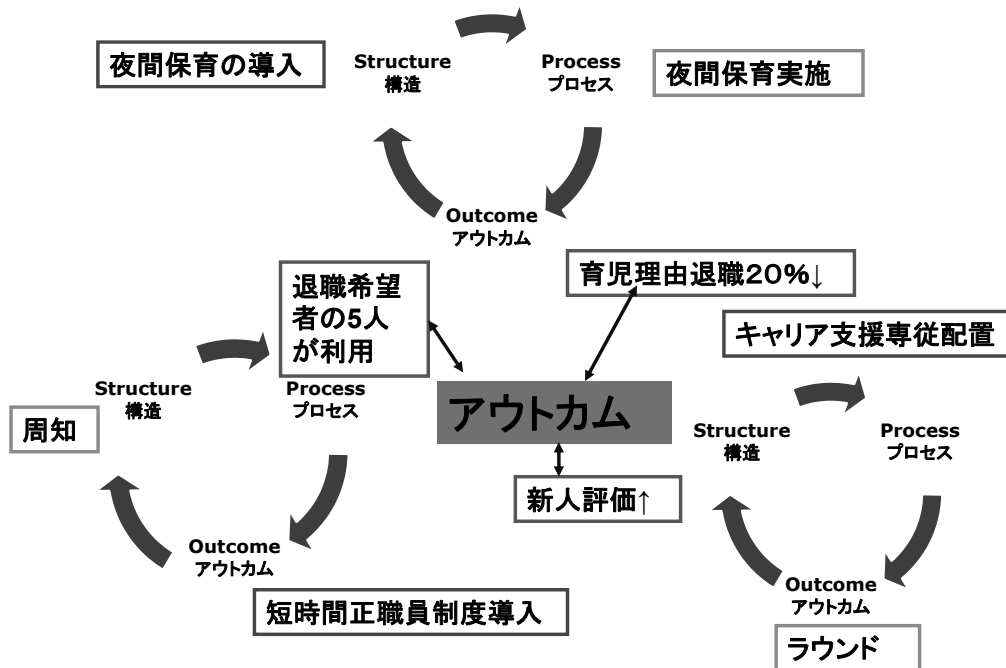 夜間保育の導入
Structure
構造
Process
プロセス
夜間保育実施
Outcome
アウトカム
退職希望
者の5人
が利用
育児理由退職20%↓
キャリア支援専従配置
Structure
構造
Process
プロセス
周知
アウトカム
Structure
構造
Process
プロセス
新人評価↑
Outcome
アウトカム
短時間正職員制度導入
Outcome
アウトカム
ラウンド